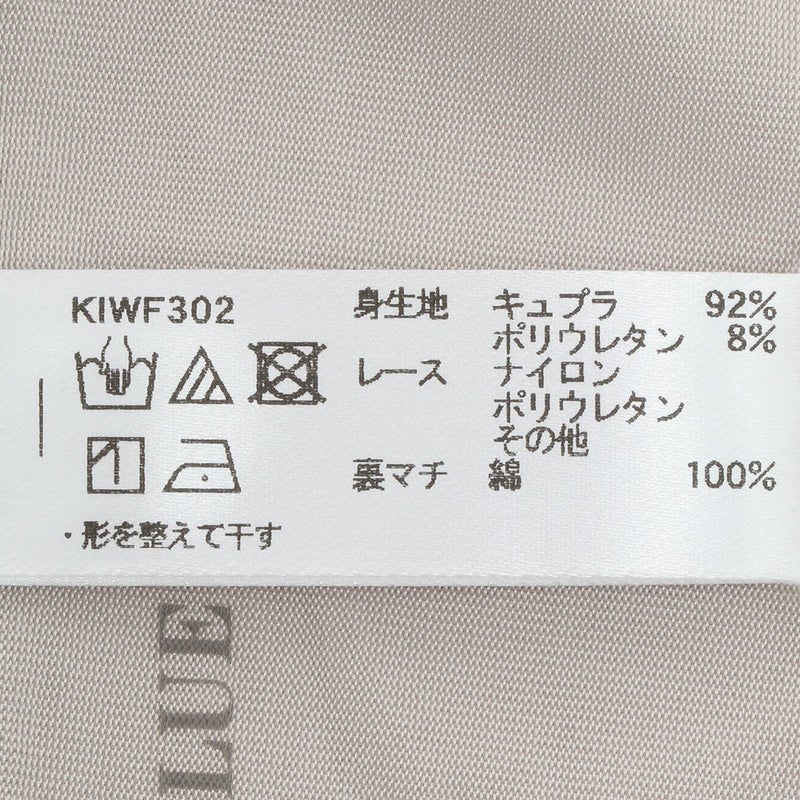 KIWF302
身生地 キュプラ 92%
ポリウレタン 8%
レース ナイロン
ポリウレタン
その他
裏マチ 綿 100%
・形を整えて干す
LUE